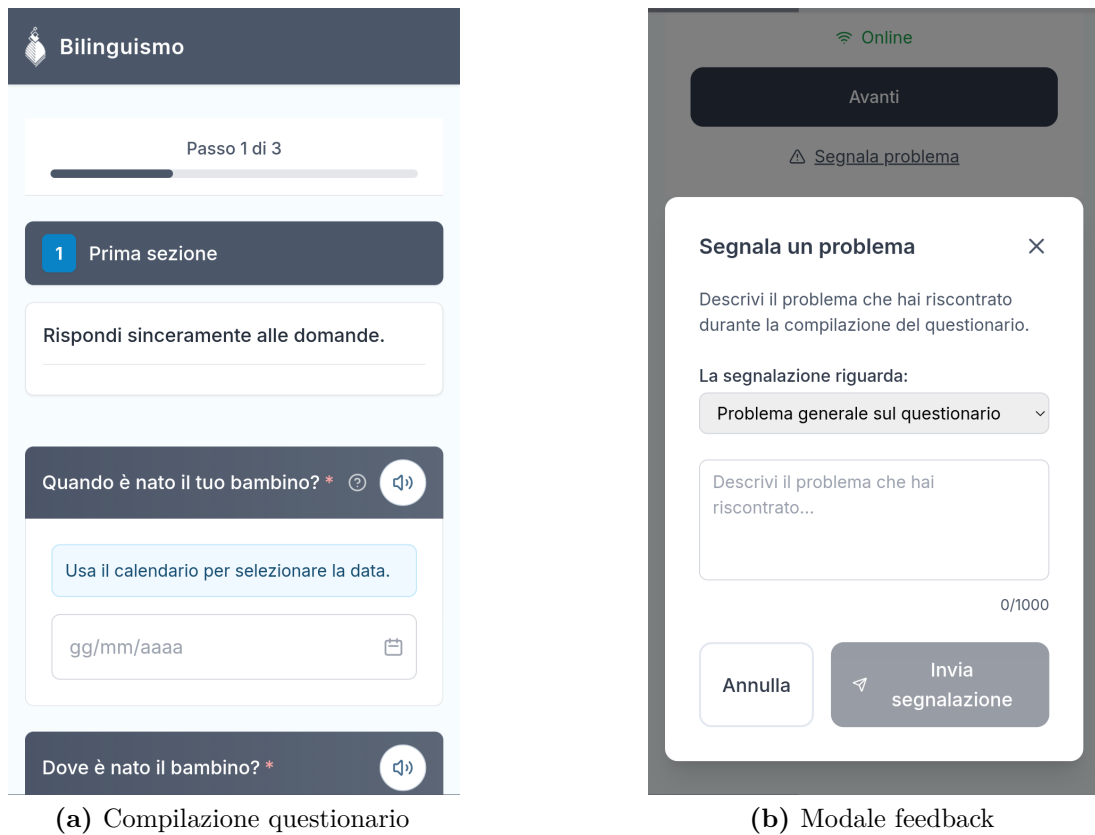 Bilinguismo
Passo 1 di 3
1 Prima sezione
Rispondi sinceramente alle domande.
Quando è nato il tuo bambino? *
Usa il calendario per selezionare la data.
gg/mm/aaaa
Dove è nato il bambino? *
(a) Compilazione questionario
Online
Avanti
Segnala problema
Segnala un problema
Descrivi il problema che hai riscontrato
durante la compilazione del questionario.
La segnalazione riguarda:
Problema generale sul questionario
Descrivi il problema che hai
riscontrato...
0/1000
Annulla
Invia
segnalazione
(b) Modale feedback